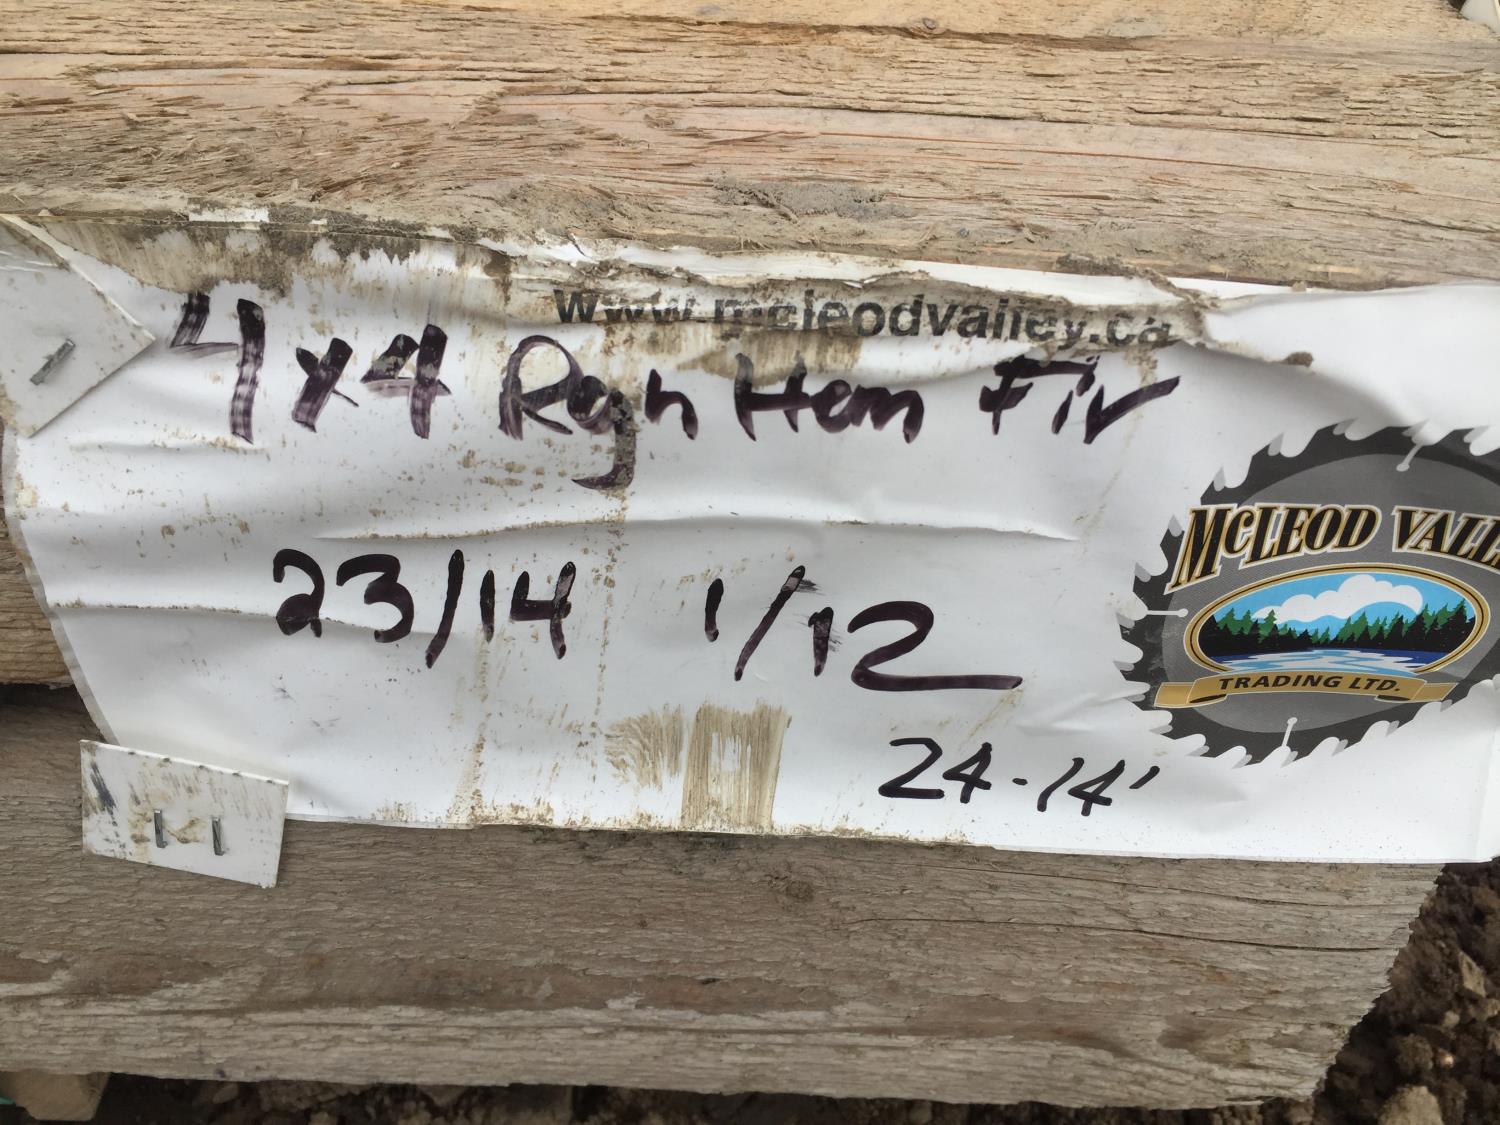 www.mcleodvalley.ca
4x4 Rgh Hem Fir
23/14 1/12
24-14'
McLEOD VALL
TRADING LTD.